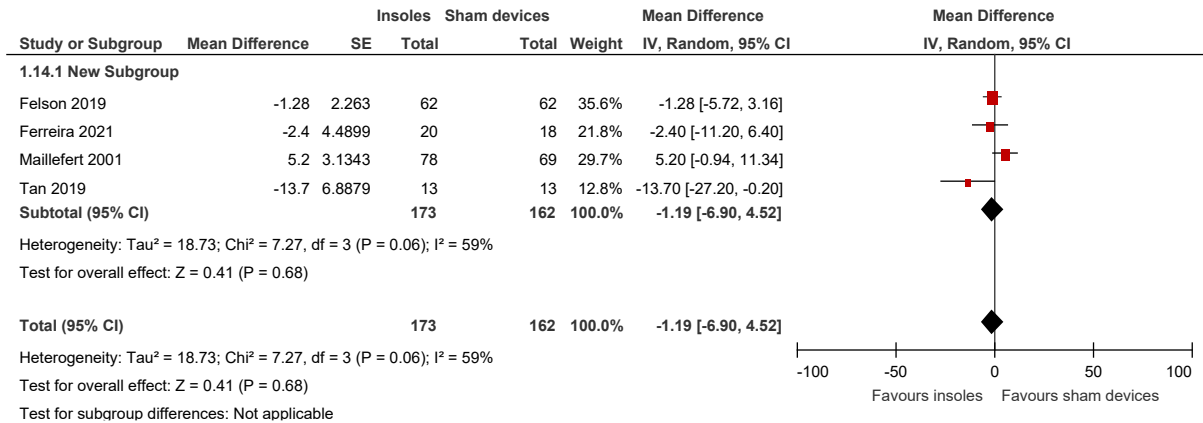 Insoles Sham devices Mean Difference Mean Difference
Study or Subgroup Mean Difference SE Total Total Weight IV, Random, 95% CI IV, Random, 95% CI
1.14.1 New Subgroup
Felson 2019 -1.28 2.263 62 62 35.6% -1.28 [-5.72, 3.16]
Ferreira 2021 -2.4 4.4899 20 18 21.8% -2.40 [-11.20, 6.40]
Maillefert 2001 5.2 3.1343 78 69 29.7% 5.20 [-0.94, 11.34]
Tan 2019 -13.7 6.8879 13 13 12.8% -13.70 [-27.20, -0.20]
Subtotal (95% CI) 173 162 100.0% -1.19 [-6.90, 4.52]
Heterogeneity: Tau² = 18.73; Chi² = 7.27, df = 3 (P = 0.06); I² = 59%
Test for overall effect: Z = 0.41 (P = 0.68)
Total (95% CI) 173 162 100.0% -1.19 [-6.90, 4.52]
Heterogeneity: Tau² = 18.73; Chi² = 7.27, df = 3 (P = 0.06); I² = 59%
Test for overall effect: Z = 0.41 (P = 0.68)
Test for subgroup differences: Not applicable
-100 -50 0 50 100
Favours insoles Favours sham devices